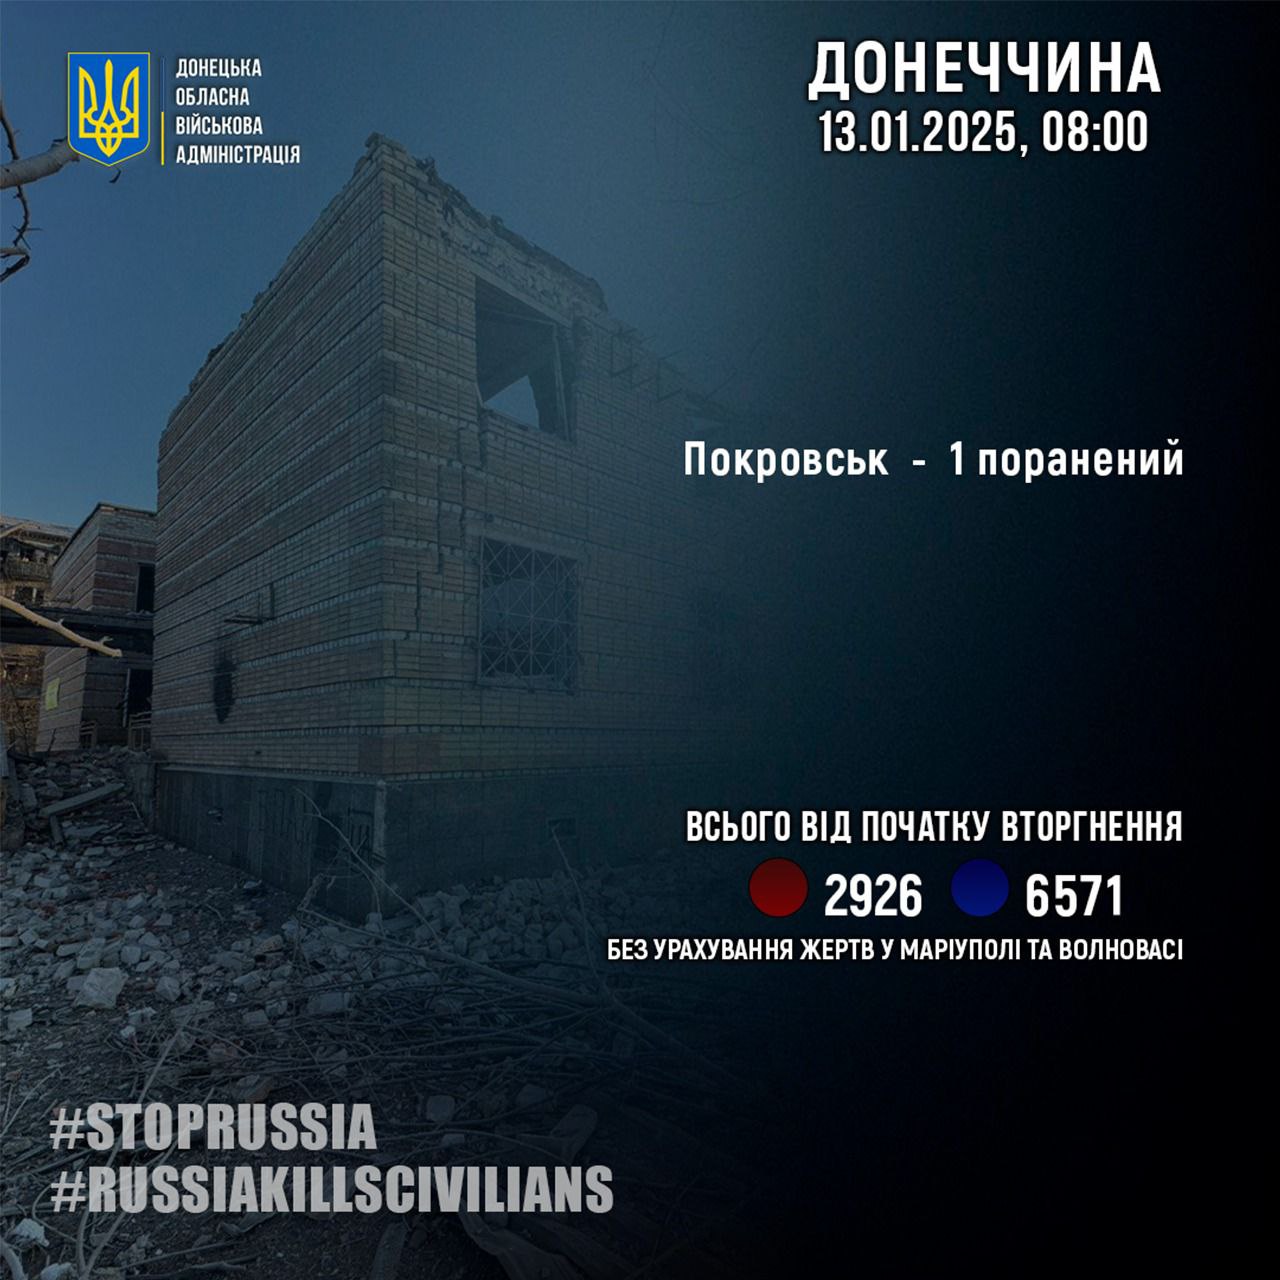 ДОНЕЦЬКА
ОБЛАСНА
ВІЙСЬКОВА
АДМІНІСТРАЦІЯ
ДОНЕЧЧИНА
13.01.2025, 08:00
Покровськ - 1 поранений
ВСЬОГО ВІД ПОЧАТКУ ВТОРГНЕННЯ
2926 6571
БЕЗ УРАХУВАННЯ ЖЕРТВ У МАРІУПОЛІ ТА ВОЛНОВАСІ
#STOPRUSSIA
#RUSSIAKILLSCIVILIANS